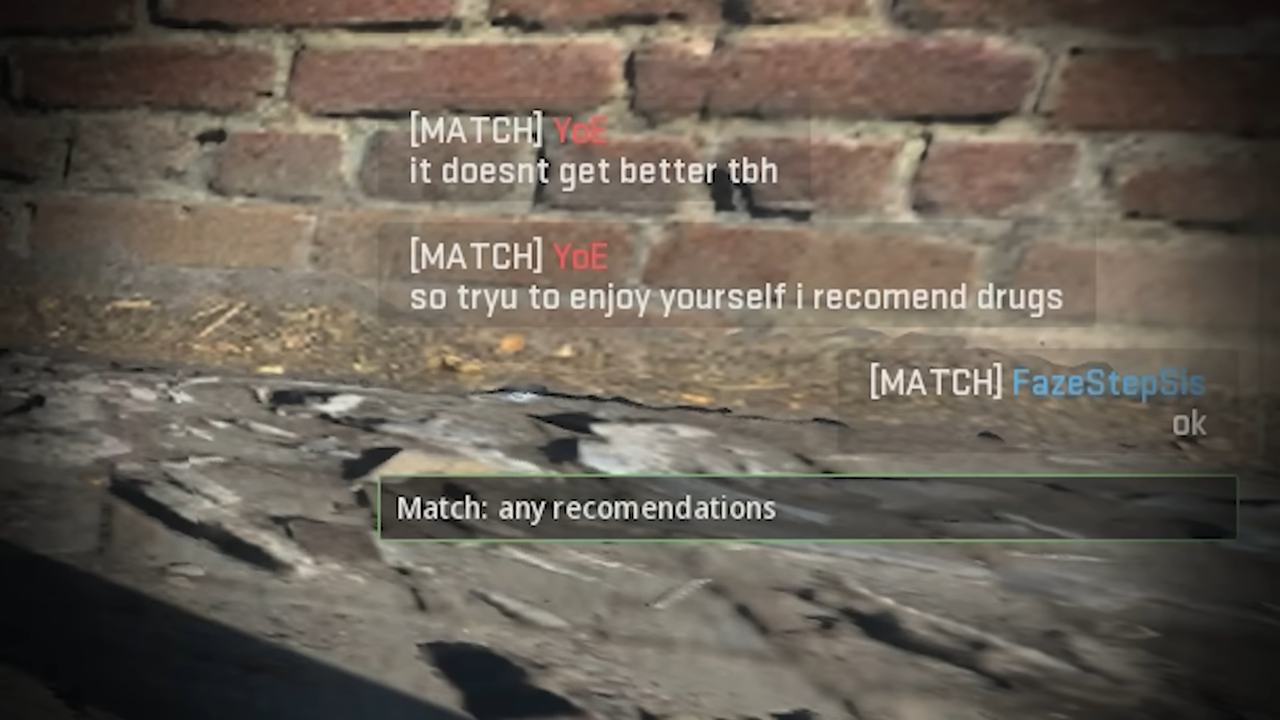 [MATCH] YoE
it doesnt get better tbh
[MATCH] YoE
so tryu to enjoy yourself i recomend drugs
[MATCH] FazeStepSis
ok
Match: any recomendations